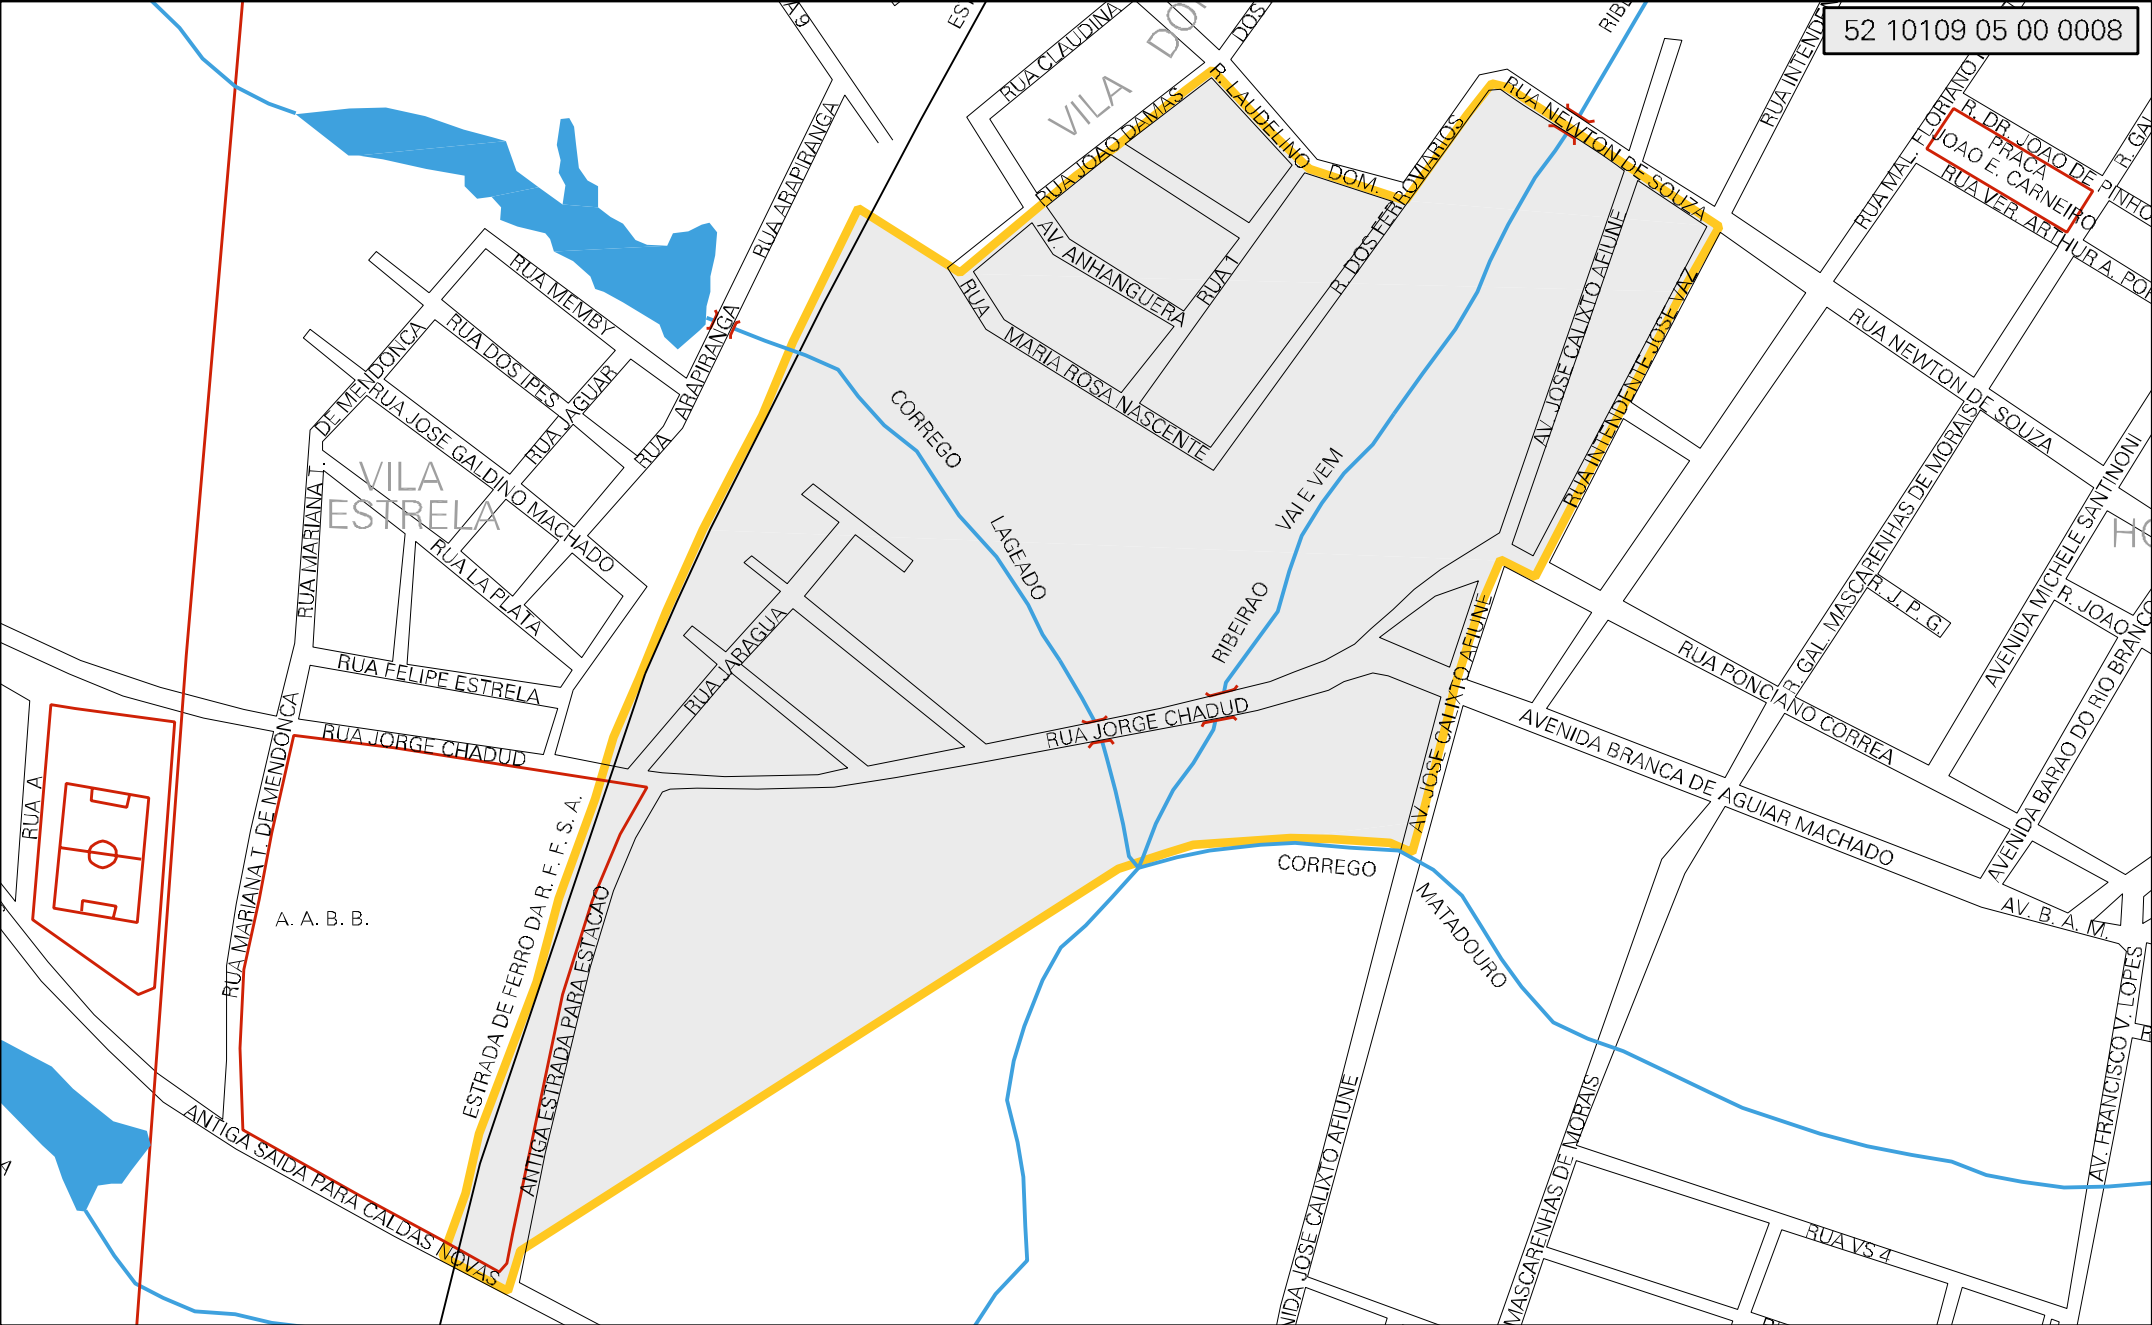 52 10109 05 00 0008
A9
RUA CLAUDINA
VILA
RUA JOAO DAMAS
R. LAUDELINO
DOM.
R. DOS FERROVIARIOS
RUA NEWTON DE SOUZA
R. DR. JOAO DE PINHO
PRACA
JOAO E. CARNEIRO
RUA VER. ARTHUR A.
RUA MAL. FLORIANO
RUA ARAPIRANGA
RUA ARAPIRANGA
RUA MEMBY
RUA DOS IPES
RUA JAGUAR
DE MENDONCA
RUA JOSE GALDINO MACHADO
VILA
ESTRELA
RUA MARIANA T.
RUA LA PLATA
RUA FELIPE ESTRELA
RUA JORGE CHADUD
RUA MARIANA T. DE MENDONCA
RUA A
A. A. B. B.
ANTIGA SAIDA PARA CALDAS NOVAS
ESTRADA DE FERRO DA R. F. F. S. A.
ANTIGA ESTRADA PARA ESTACAO
RUA JARAGUA
RUA JORGE CHADUD
CORREGO
LAGEADO
RIBEIRAO
VAI E VEM
AV. ANHANGUERA
RUA 1
RUA
MARIA ROSA NASCENTE
AV. JOSE CALIXTO AFIUNE
RUA INTENDENTE JOSE VAZ
AV. JOSE CALIXTO AFIUNE
CORREGO
MATADOURO
RUA NEWTON DE SOUZA
R. GAL. MASCARENHAS DE MORAIS
AVENIDA MICHELE SANTINONI
R. J. P. G.
R. JOAO
RUA PONCIANO CORREA
AVENIDA BARAO DO RIO BRANCO
AVENIDA BRANCA DE AGUIAR MACHADO
AV. B. A. M.
AV. FRANCISCO V. LOPES
JOSE CALIXTO AFIUNE
MASCARENHAS DE MORAIS
RUA VS 4